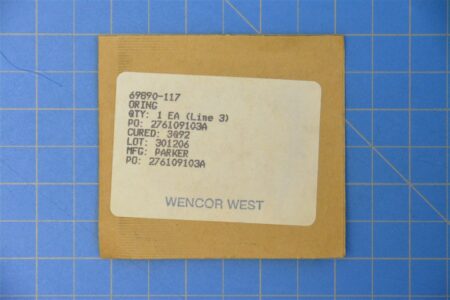 69890-117
ORING
QTY: 1 EA (Line 3)
PO: 276109103A
CURED: 3Q92
LOT: 301206
MFG: PARKER
PO: 276109103A
WENCOR WEST